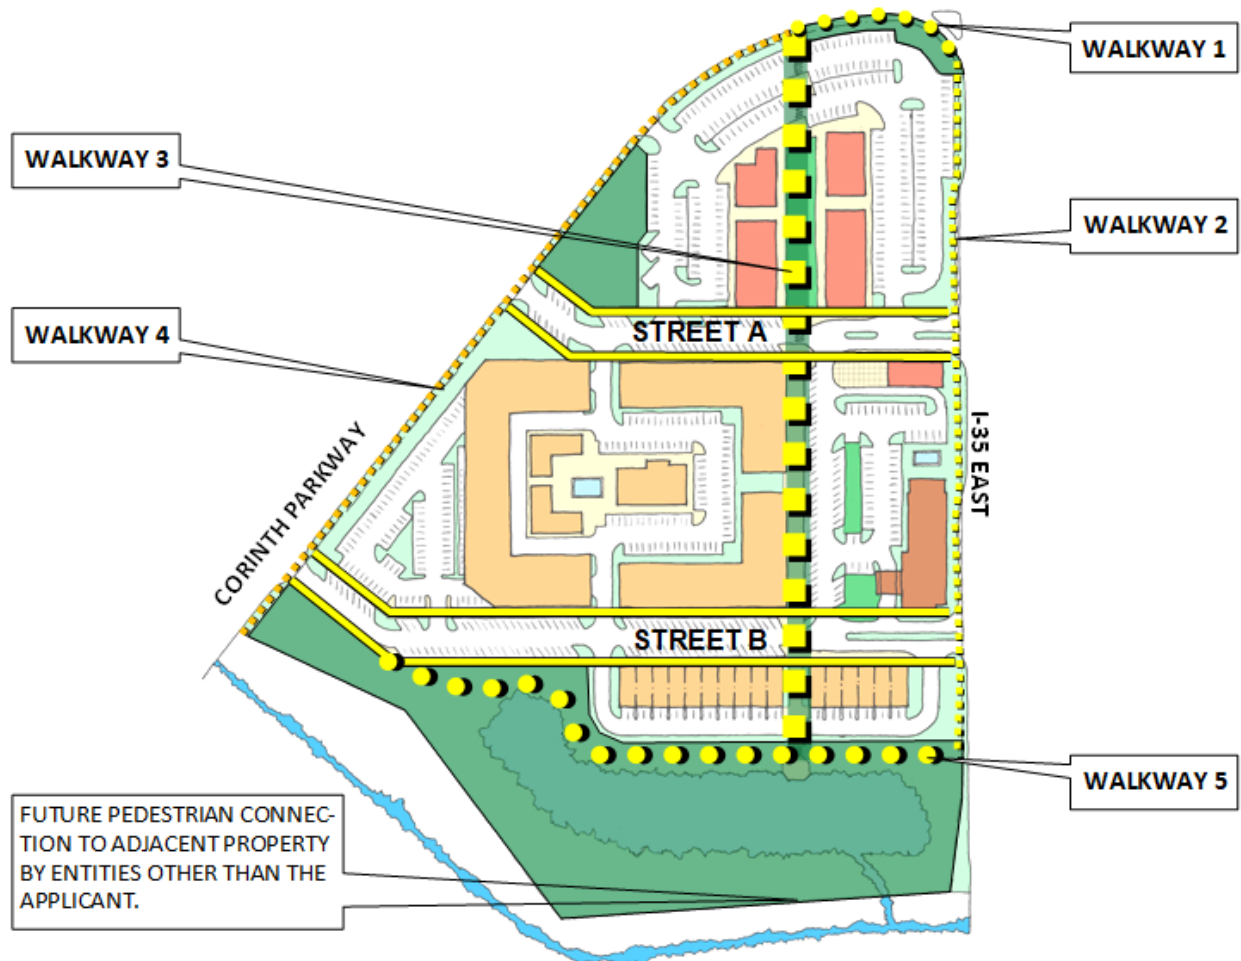 WALKWAY 1
WALKWAY 3
WALKWAY 2
STREET A
WALKWAY 4
I-35 EAST
CORINTH PARKWAY
STREET B
WALKWAY 5
FUTURE PEDESTRIAN CONNEC-
TION TO ADJACENT PROPERTY
BY ENTITIES OTHER THAN THE
APPLICANT.